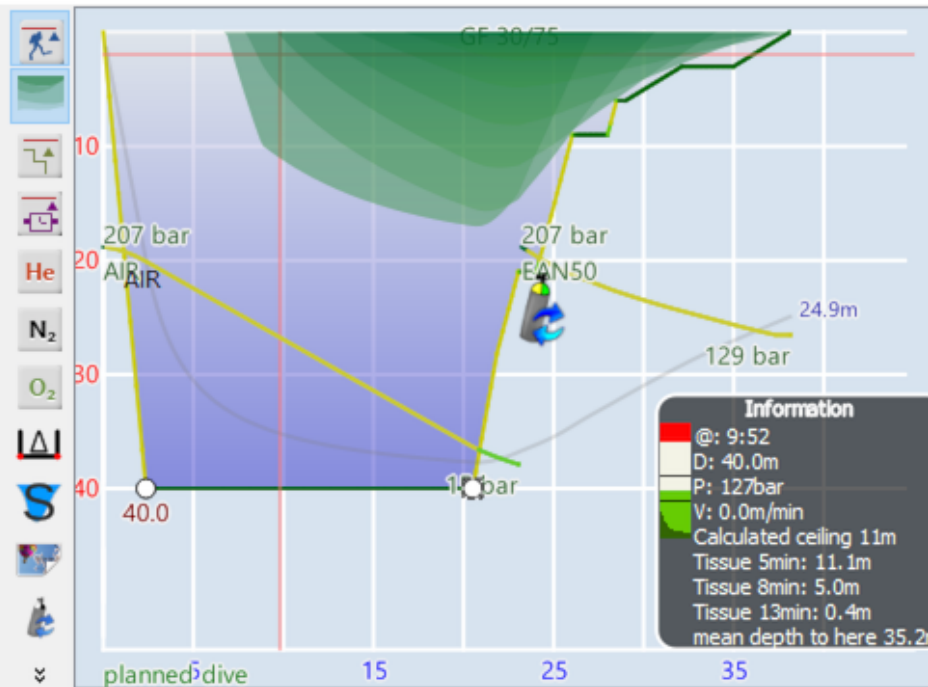 GF 30/75
10
207 bar
207 bar
20
AIR
AIR
EAN50
He
24.9m
N₂
129 bar
30
O₂
Information
@: 9:52
D: 40.0m
P: 127bar
V: 0.0m/min
Calculated ceiling 11m
Tissue 5min: 11.1m
Tissue 8min: 5.0m
Tissue 13min: 0.4m
mean depth to here 35.2m
40
40.0
bar
S
planned dive
5
15
25
35